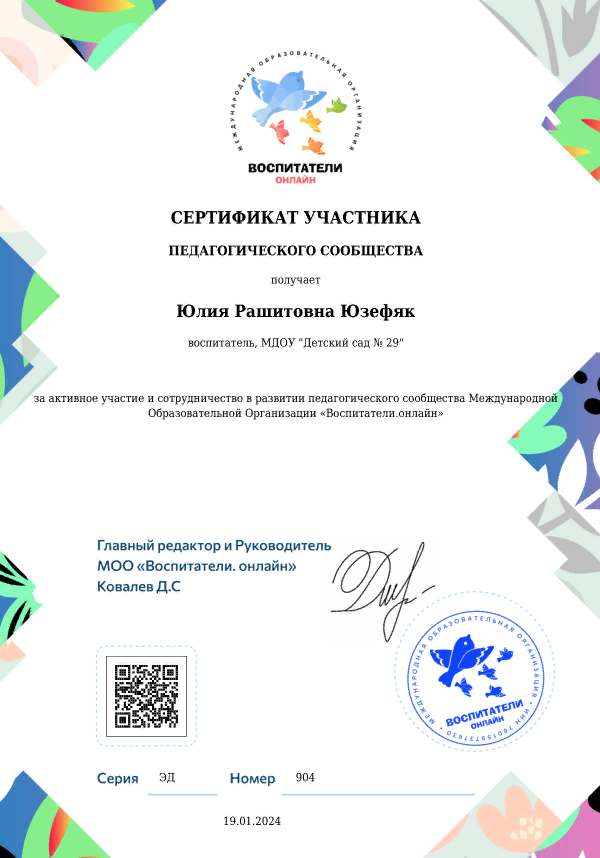 МЕЖДУНАРОДНАЯ ОБРАЗОВАТЕЛЬНАЯ ОРГАНИЗАЦИЯ
ВОСПИТАТЕЛИ
ОНЛАЙН
СЕРТИФИКАТ УЧАСТНИКА
ПЕДАГОГИЧЕСКОГО СООБЩЕСТВА
получает
Юлия Рашитовна Юзефяк
воспитатель, МДОУ "Детский сад № 29"
за активное участие и сотрудничество в развитии педагогического сообщества Международной
Образовательной Организации «Воспитатели.онлайн»
Главный редактор и Руководитель
МОО «Воспитатели. онлайн»
Ковалев Д.С
МЕЖДУНАРОДНАЯ ОБРАЗОВАТЕЛЬНАЯ ОРГАНИЗАЦИЯ
ВОСПИТАТЕЛИ
ОНЛАЙН
ИНН 78015973630
Серия ЭД Номер 904
19.01.2024